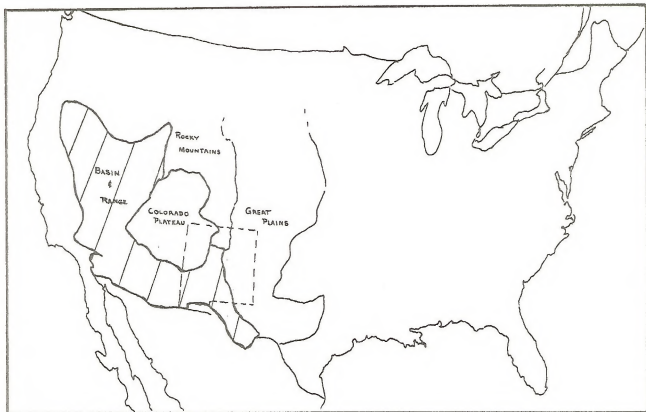 ROCKY
MOUNTAINS
BASIN
&
RANGE
COLORADO
PLATEAU
GREAT
PLAINS